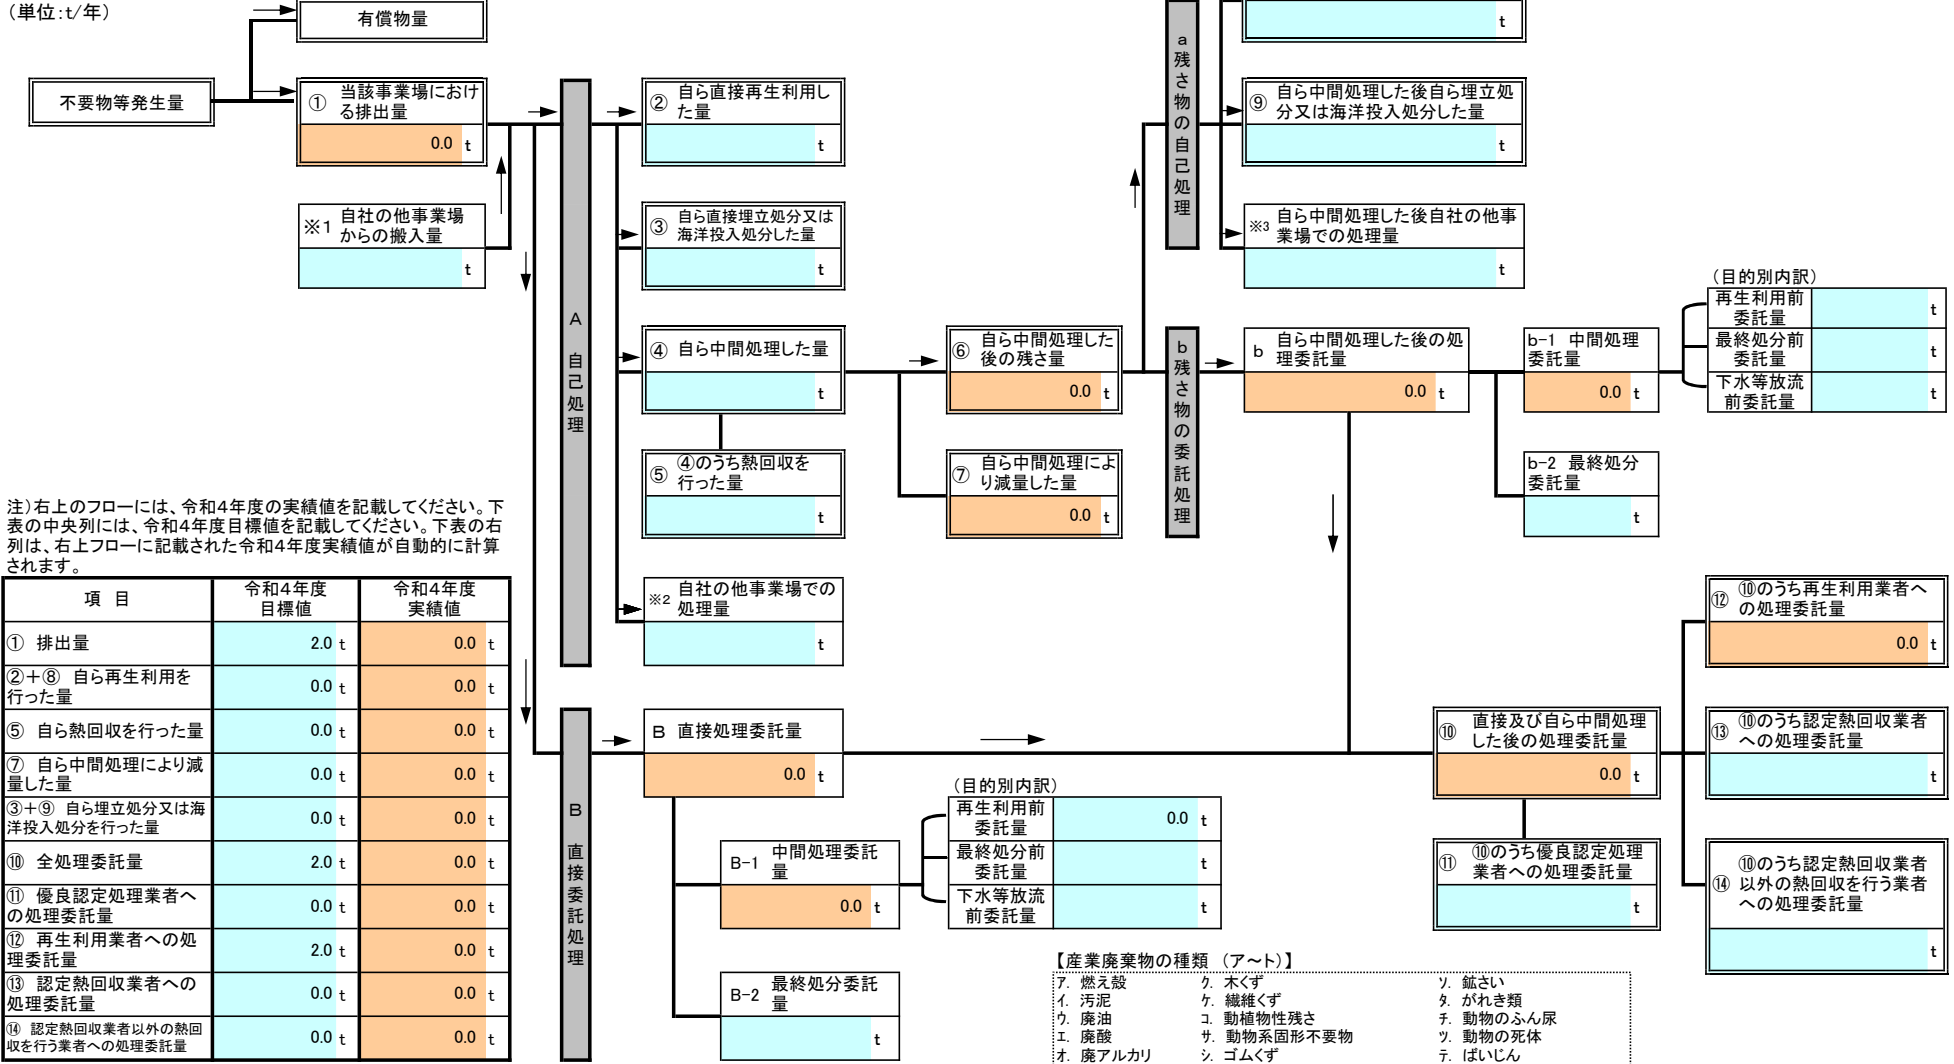 （単位：t/年）
有償物量
不要物等発生量
① 当該事業場におけ
る排出量
0.0 t
※1 自社の他事業場
からの搬入量
t
A
自
己
処
理
② 自ら直接再生利用し
た量
t
③ 自ら直接埋立処分又は
海洋投入処分した量
t
④ 自ら中間処理した量
t
⑤ ④のうち熱回収を
行った量
t
※2 自社の他事業場での
処理量
t
⑥ 自ら中間処理した
後の残さ量
0.0 t
⑦ 自ら中間処理によ
り減量した量
0.0 t
a
残
さ
物
の
自
己
処
理
t
⑨ 自ら中間処理した後自ら埋立処
分又は海洋投入処分した量
t
※3 自ら中間処理した後自社の他事
業場での処理量
t
b
残
さ
物
の
委
託
処
理
b 自ら中間処理した後の処
理委託量
0.0 t
b-1 中間処理
委託量
0.0 t
（目的別内訳）
再生利用前
委託量
t
最終処分前
委託量
t
下水等放流
前委託量
t
b-2 最終処分
委託量
t
注）右上のフローには、令和4年度の実績値を記載してください。下
表の中央列には、令和4年度目標値を記載してください。下表の右
列は、右上フローに記載された令和4年度実績値が自動的に計算
されます。
項 目 令和4年度
目標値 令和4年度
実績値
① 排出量 2.0 t 0.0 t
②＋⑧ 自ら再生利用を
行った量 0.0 t 0.0 t
⑤ 自ら熱回収を行った量 0.0 t 0.0 t
⑦ 自ら中間処理により減
量した量 0.0 t 0.0 t
③＋⑨ 自ら埋立処分又は海
洋投入処分を行った量 0.0 t 0.0 t
⑩ 全処理委託量 2.0 t 0.0 t
⑪ 優良認定処理業者へ
の処理委託量 0.0 t 0.0 t
⑫ 再生利用業者への処
理委託量 2.0 t 0.0 t
⑬ 認定熱回収業者への
処理委託量 0.0 t 0.0 t
⑭ 認定熱回収業者以外の熱回
収を行う業者への処理委託量 0.0 t 0.0 t
B
直
接
委
託
処
理
B 直接処理委託量
0.0 t
B-1 中間処理委託
量
0.0 t
（目的別内訳）
再生利用前
委託量
0.0 t
最終処分前
委託量
t
下水等放流
前委託量
t
B-2 最終処分委託
量
t
⑩ 直接及び自ら中間処理
した後の処理委託量
0.0 t
⑪ ⑩のうち優良認定処理
業者への処理委託量
t
⑫ ⑩のうち再生利用業者へ
の処理委託量
0.0 t
⑬ ⑩のうち認定熱回収業者
への処理委託量
t
⑭ ⑩のうち認定熱回収業者
以外の熱回収を行う業者
への処理委託量
t
【産業廃棄物の種類 （ア～ト）】
ア. 燃え殻 ク. 木くず ソ. 鉱さい
イ. 汚泥 ケ. 繊維くず タ. がれき類
ウ. 廃油 コ. 動植物性残さ チ. 動物のふん尿
エ. 廃酸 サ. 動物系固形不要物 ツ. 動物の死体
オ. 廃アルカリ シ. ゴムくず テ. ばいじん